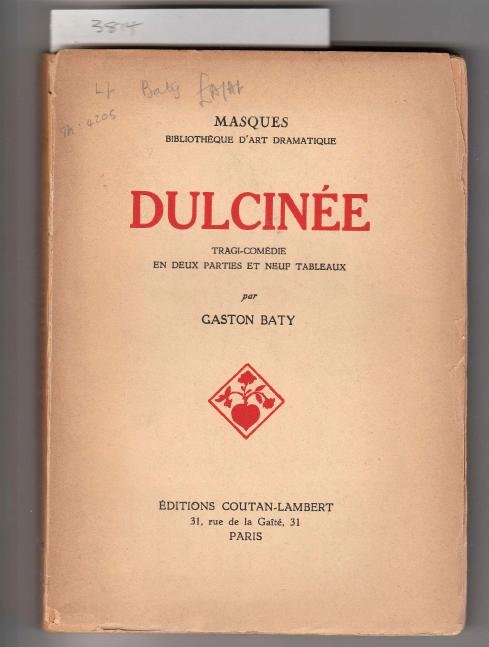 3814
Baty
MASQUES
BIBLIOTHÈQUE D'ART DRAMATIQUE
DULCINÉE
TRAGI-COMÉDIE
EN DEUX PARTIES ET NEUF TABLEAUX
par
GASTON BATY
ÉDITIONS COUTAN-LAMBERT
31, rue de la Gaîté, 31
PARIS